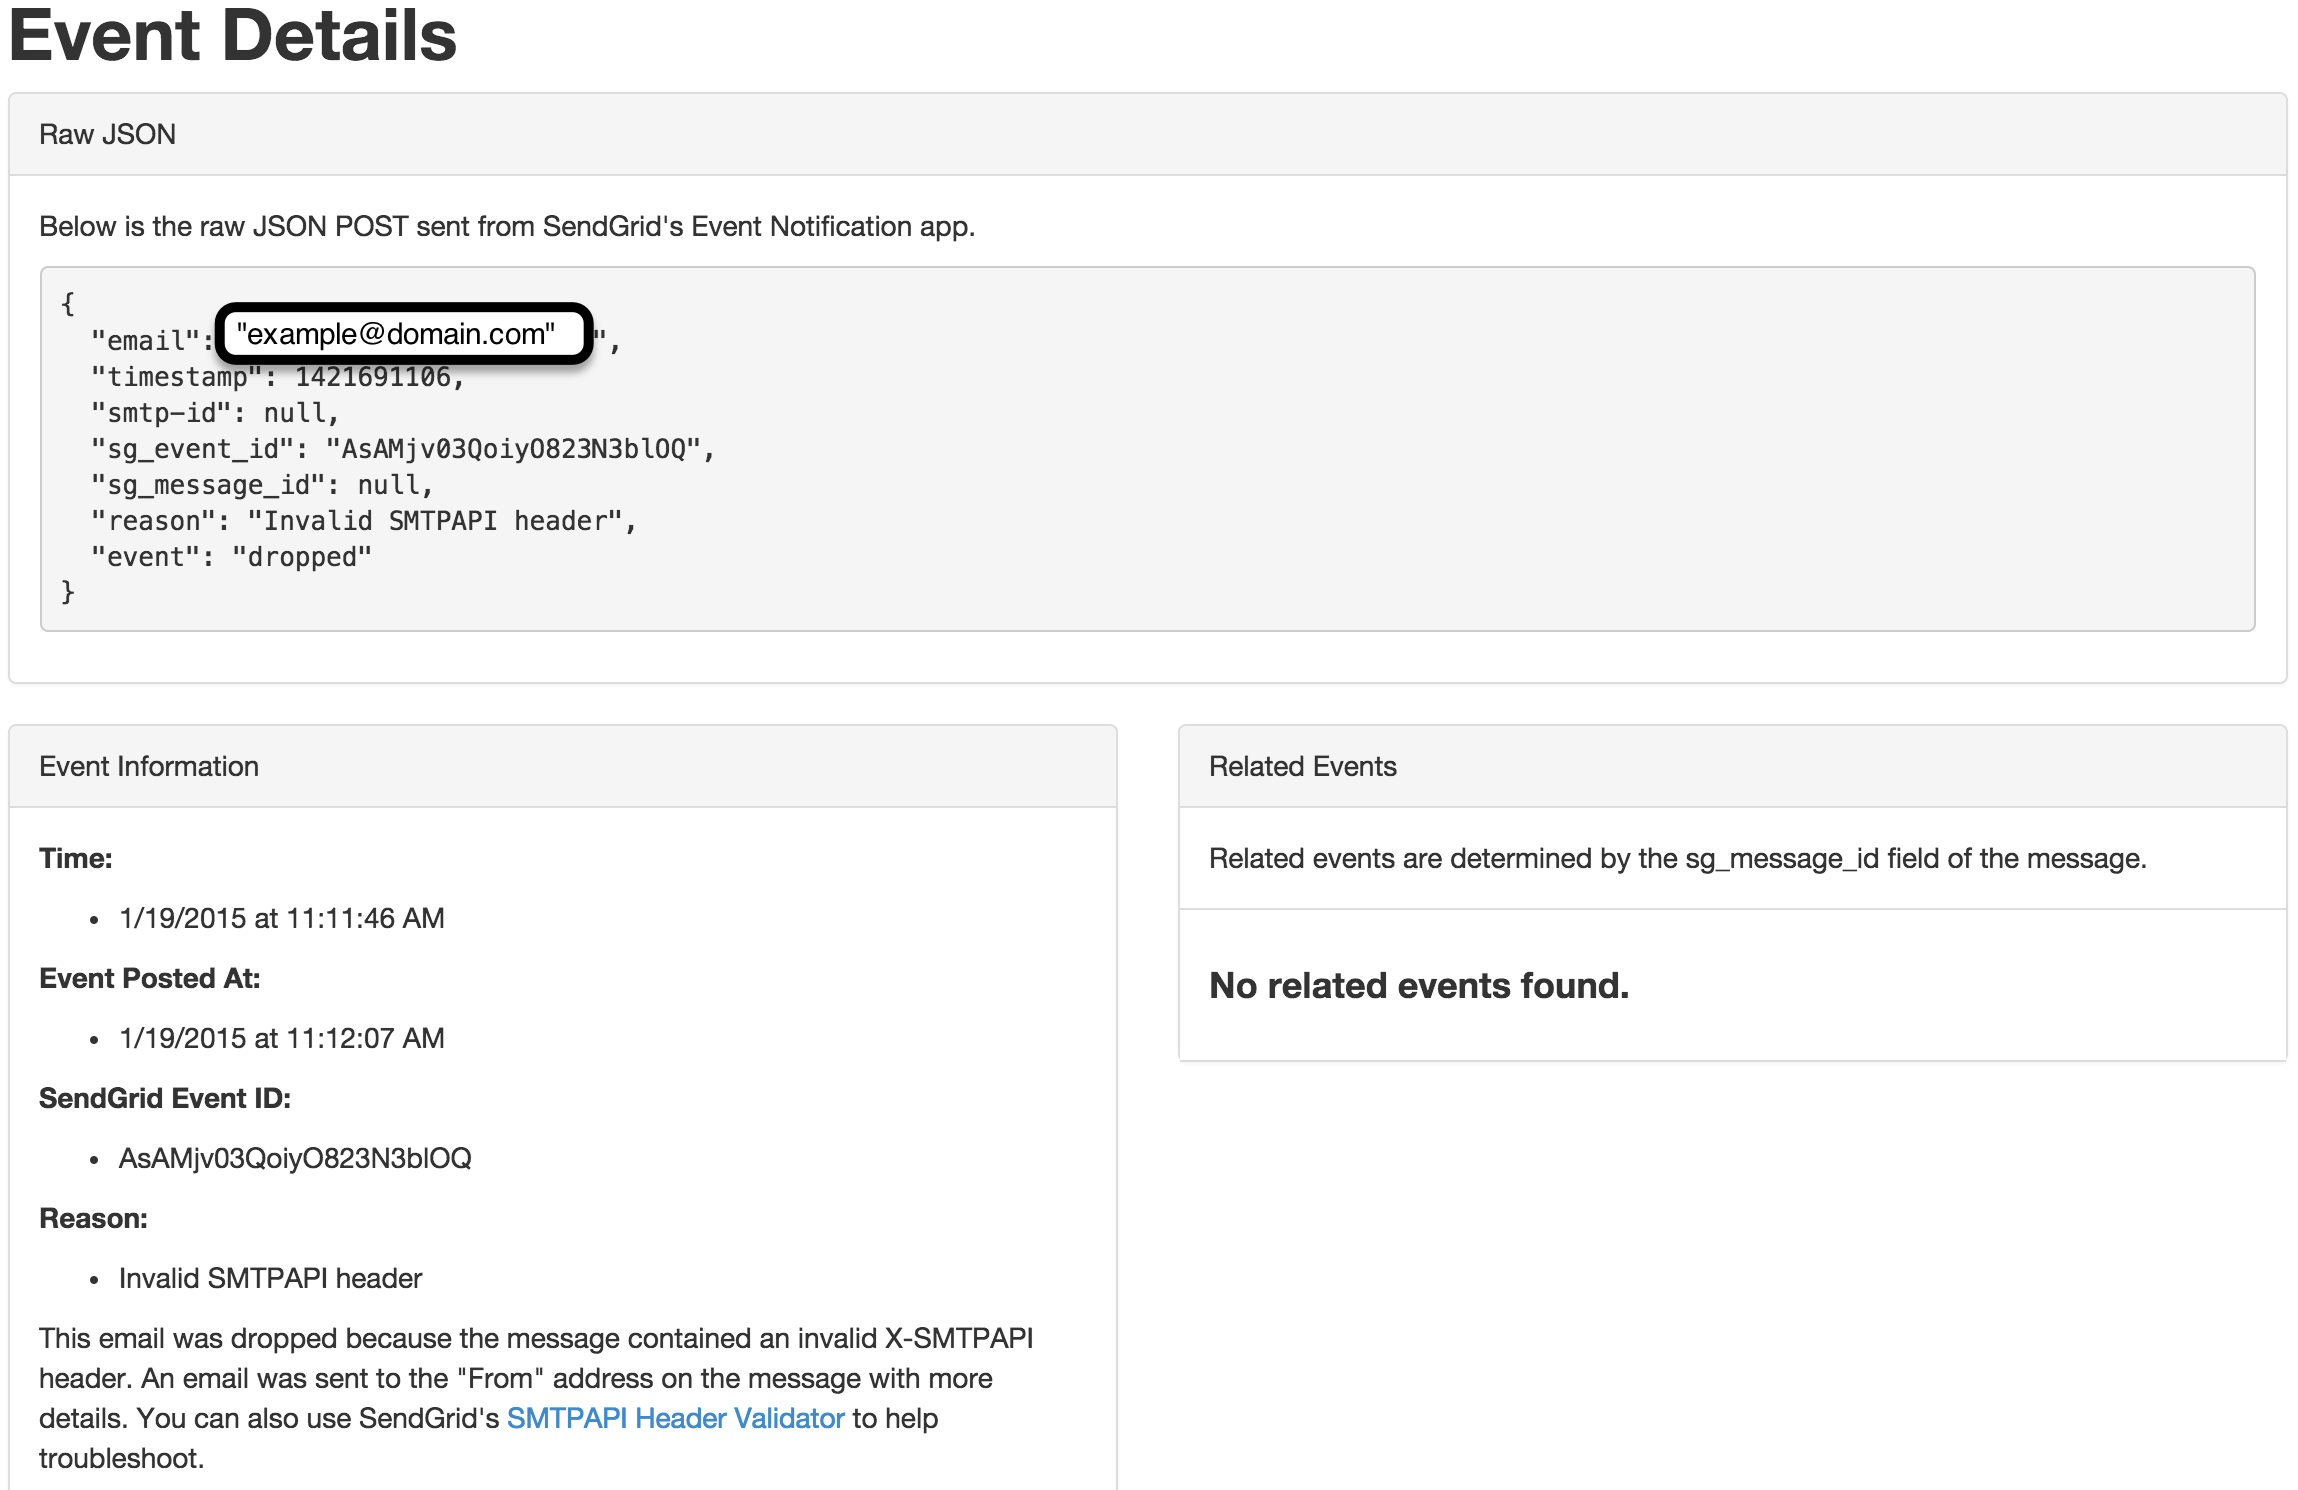 Event Details
Raw JSON
Below is the raw JSON POST sent from SendGrid's Event Notification app.
{
"email": "example@domain.com" ",
"timestamp": 1421691106,
"smtp-id": null,
"sg_event_id": "AsAMjv03QoiyO823N3blOQ",
"sg_message_id": null,
"reason": "Invalid SMTPAPI header",
"event": "dropped"
}
Event Information
Time:
• 1/19/2015 at 11:11:46 AM
Event Posted At:
• 1/19/2015 at 11:12:07 AM
SendGrid Event ID:
• AsAMjv03QoiyO823N3blOQ
Reason:
• Invalid SMTPAPI header
This email was dropped because the message contained an invalid X-SMTPAPI
header. An email was sent to the "From" address on the message with more
details. You can also use SendGrid's SMTPAPI Header Validator to help
troubleshoot.
Related Events
Related events are determined by the sg_message_id field of the message.
No related events found.